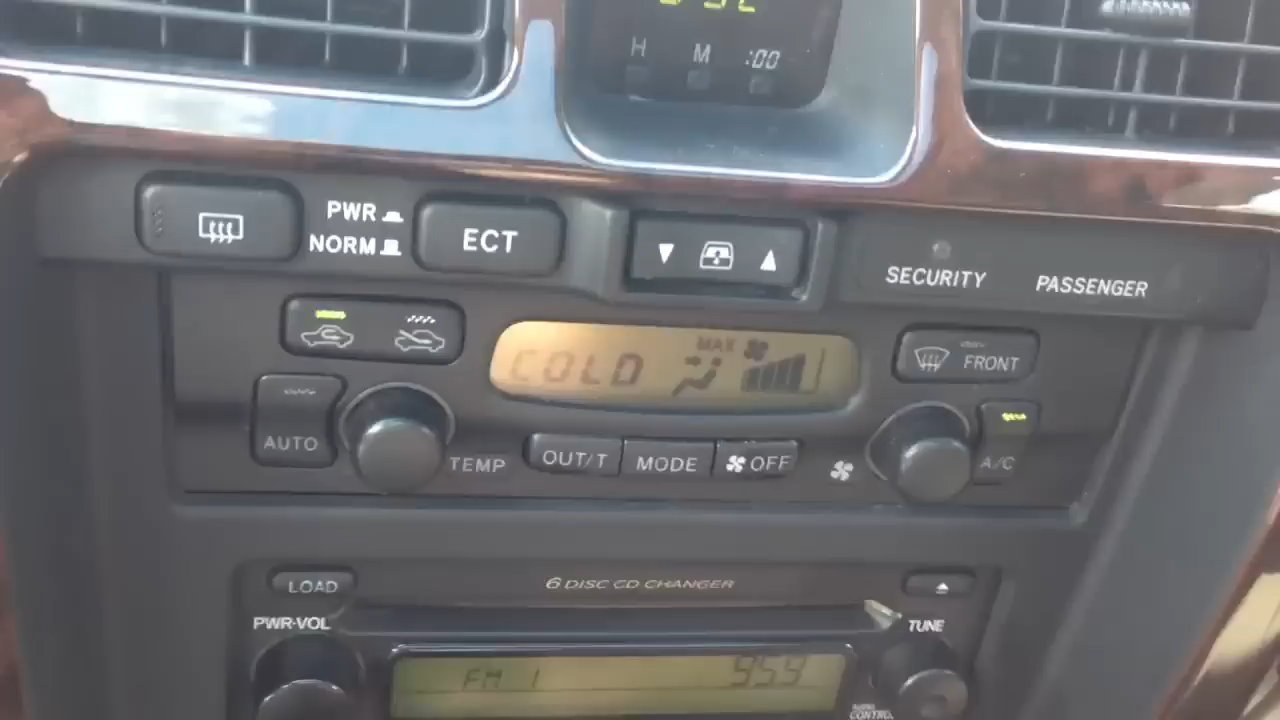 H M :00
PWR
NORM
ECT
SECURITY PASSENGER
COLD MAX
FRONT
AUTO
TEMP
OUT/T MODE OFF
A/C
LOAD
6 DISC CD CHANGER
PWR·VOL
TUNE
FM 1 959
CONTROL